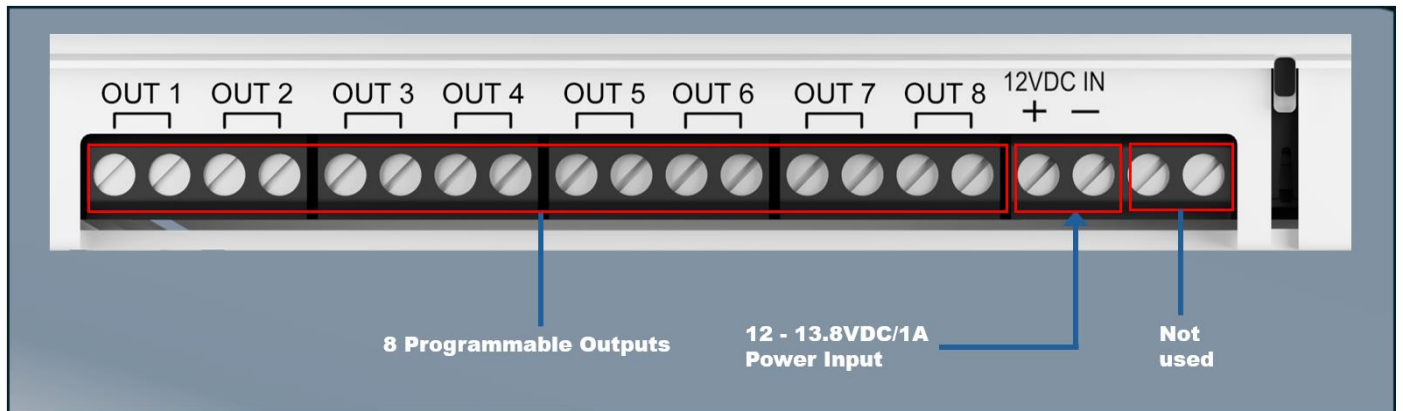 OUT 1 OUT 2 OUT 3 OUT 4 OUT 5 OUT 6 OUT 7 OUT 8 12VDC IN
+ −
8 Programmable Outputs
12 - 13.8VDC/1A
Power Input
Not
used